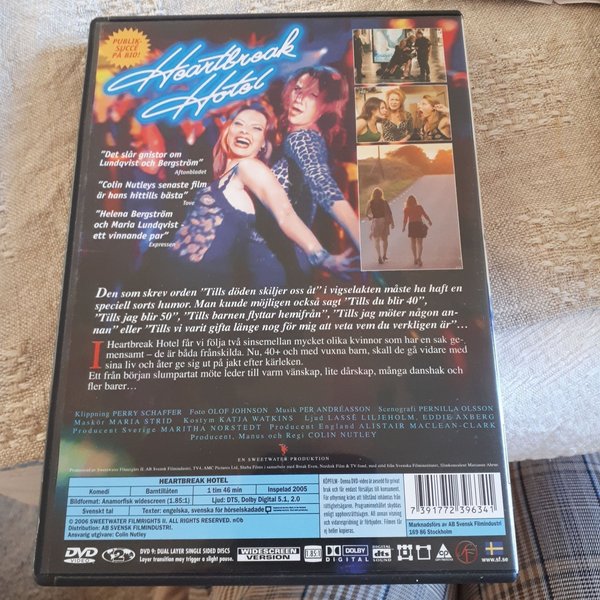 PUBLIK-
SUCCÉ
PÅ BIO!
Heartbreak
Hotel
"Det slår gnistor om
Lundqvist och Bergström"
Aftonbladet
"Colin Nutleys senaste film
är hans hittills bästa"
Tove
"Helena Bergström
och Maria Lundqvist
ett vinnande par"
Expressen
Den som skrev orden "Tills döden skiljer oss åt" i vigselakten måste ha haft en
speciell sorts humor. Man kunde möjligen också sagt "Tills du blir 40",
"Tills jag blir 50", "Tills barnen flyttar hemifrån", "Tills jag möter någon an-
nan" eller "Tills vi varit gifta länge nog för mig att veta vem du verkligen är"...
I Heartbreak Hotel får vi följa två sinsemellan mycket olika kvinnor som har en sak ge-
mensamt – de är båda frånskilda. Nu, 40+ och med vuxna barn, skall de gå vidare med
sina liv och åter ge sig ut på jakt efter kärleken.
Ett från början slumpartat möte leder till varm vänskap, lite dårskap, många danshak och
fler barer...
Klippning PERRY SCHAFFER Foto OLOF JOHNSON Musik PER ANDRÉASSON Scenografi PERNILLA OLSSON
Maskör MARIA STRID Kostym KATJA WATKINS Ljud LASSE LILJEHOLM, EDDIE AXBERG
Producent Sverige MARITHA NORSTEDT Producent England ALISTAIR MACLEAN-CLARK
Producent, Manus och Regi COLIN NUTLEY
EN SWEETWATER PRODUKTION
HEARTBREAK HOTEL
Komedi Barntillåten 1 tim 46 min Inspelad 2005
Bildformat: Anamorfisk widescreen (1.85:1) Ljud: DTS, Dolby Digital 5.1, 2.0
Svenskt tal Texter: engelska, svenska för hörselskadade
© 2006 SWEETWATER FILMRIGHTS II. ALL RIGHTS RESERVED. nCb
Distribution: AB SVENSK FILMINDUSTRI.
Ansvarig utgivare: Colin Nutley
7 391772 396341
Marknadsförs av AB Svensk Filmindustri
169 86 Stockholm
DVD
2
DVD 9: DUAL LAYER SINGLE SIDED DISCS
Layer transition may trigger a slight pause.
WIDESCREEN
VERSION
1.85:1
DOLBY
DIGITAL
dts
SF
www.sf.se